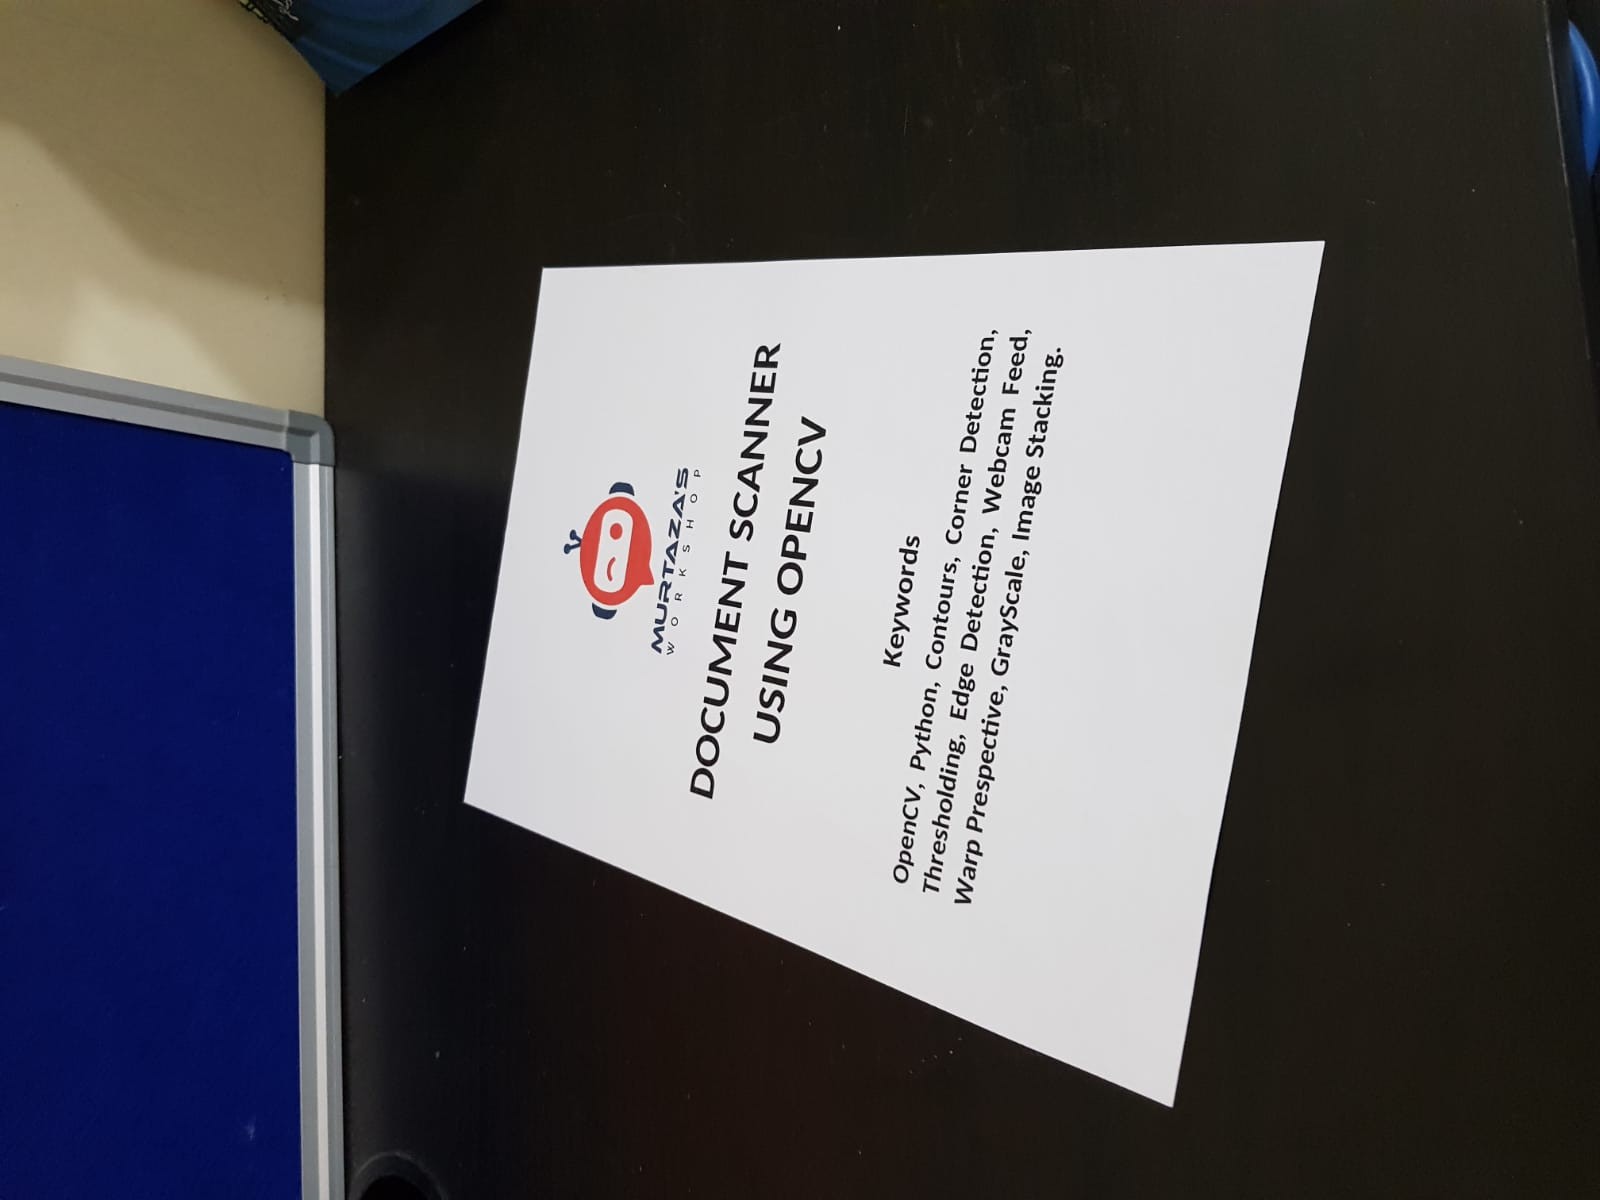 MURTAZA'S
WORKSHOP
DOCUMENT SCANNER
USING OPENCV
Keywords
OpenCV, Python, Contours, Corner Detection,
Thresholding, Edge Detection, Webcam Feed,
Warp Prespective, GrayScale, Image Stacking.